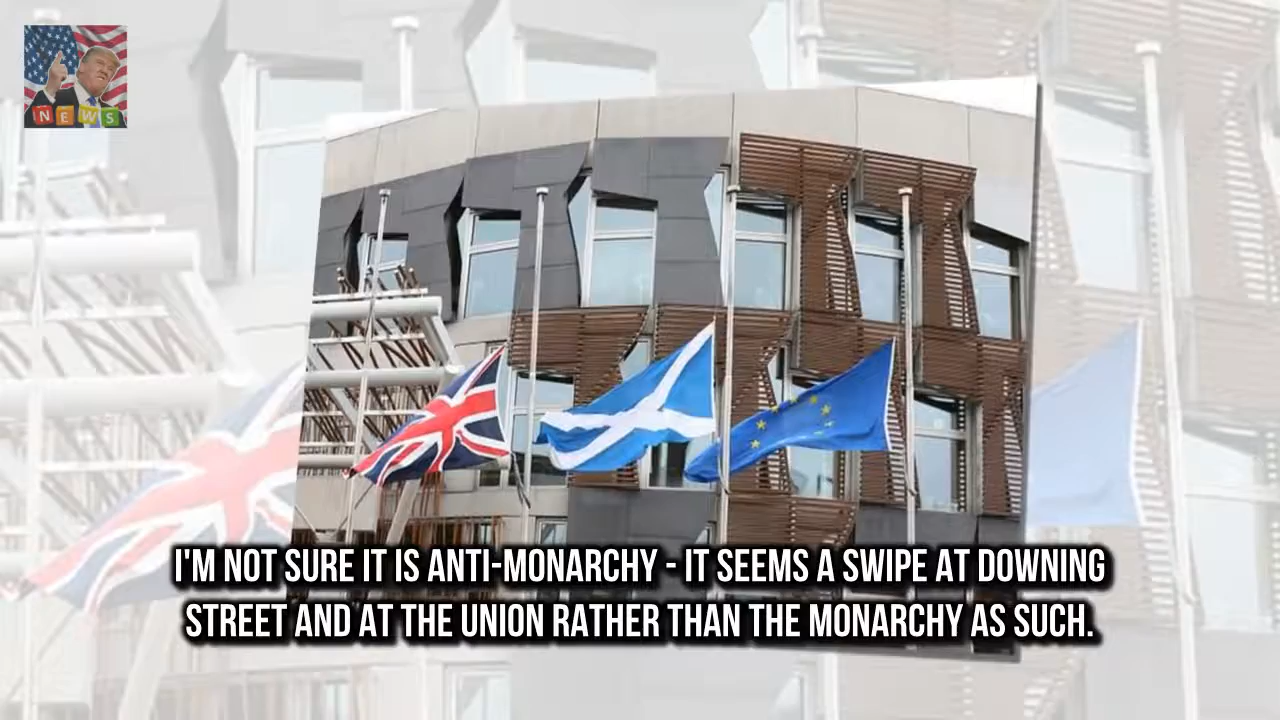 NEWS
I'M NOT SURE IT IS ANTI-MONARCHY - IT SEEMS A SWIPE AT DOWNING
STREET AND AT THE UNION RATHER THAN THE MONARCHY AS SUCH.